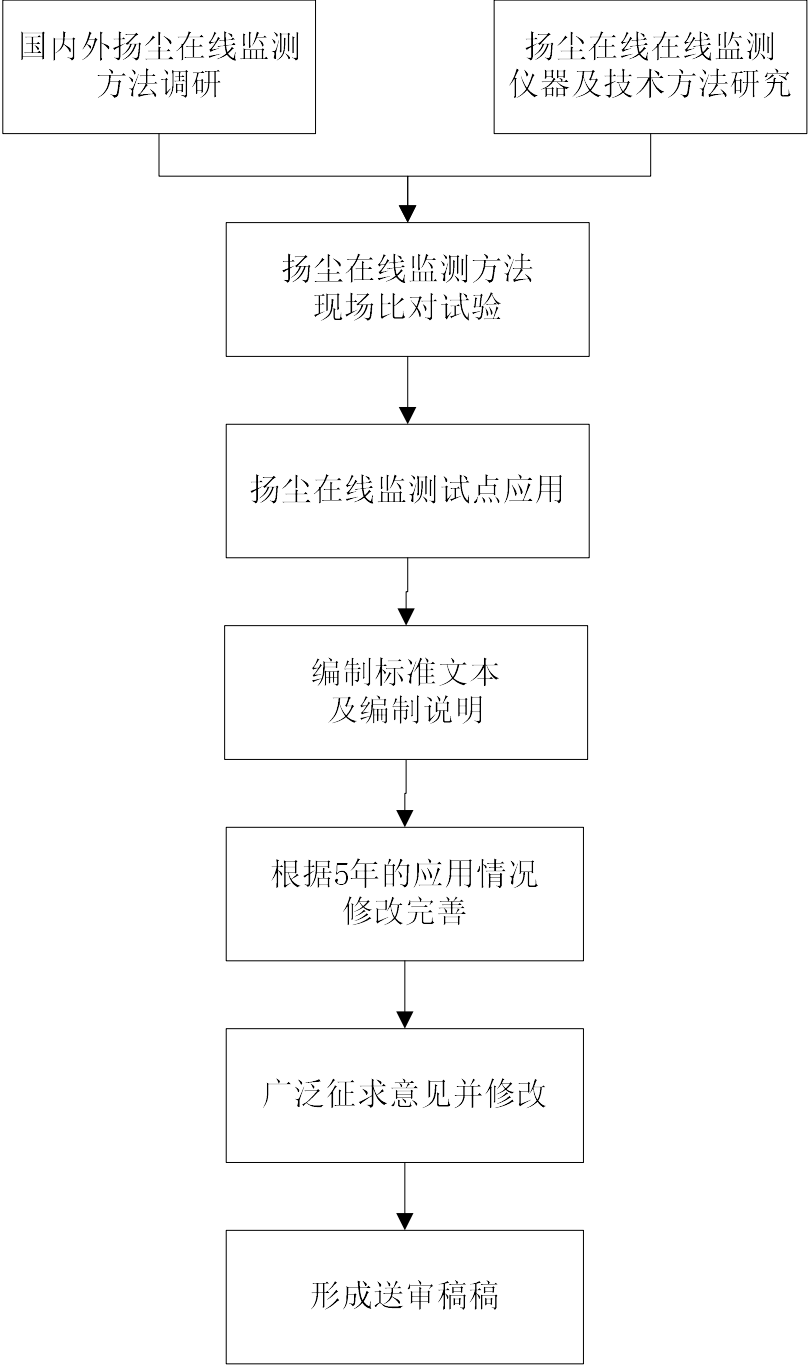 国内外扬尘在线监测
方法调研
扬尘在线在线监测
仪器及技术方法研究
扬尘在线监测方法
现场比对试验
扬尘在线监测试点应用
编制标准文本
及编制说明
根据5年的应用情况
修改完善
广泛征求意见并修改
形成送审稿稿